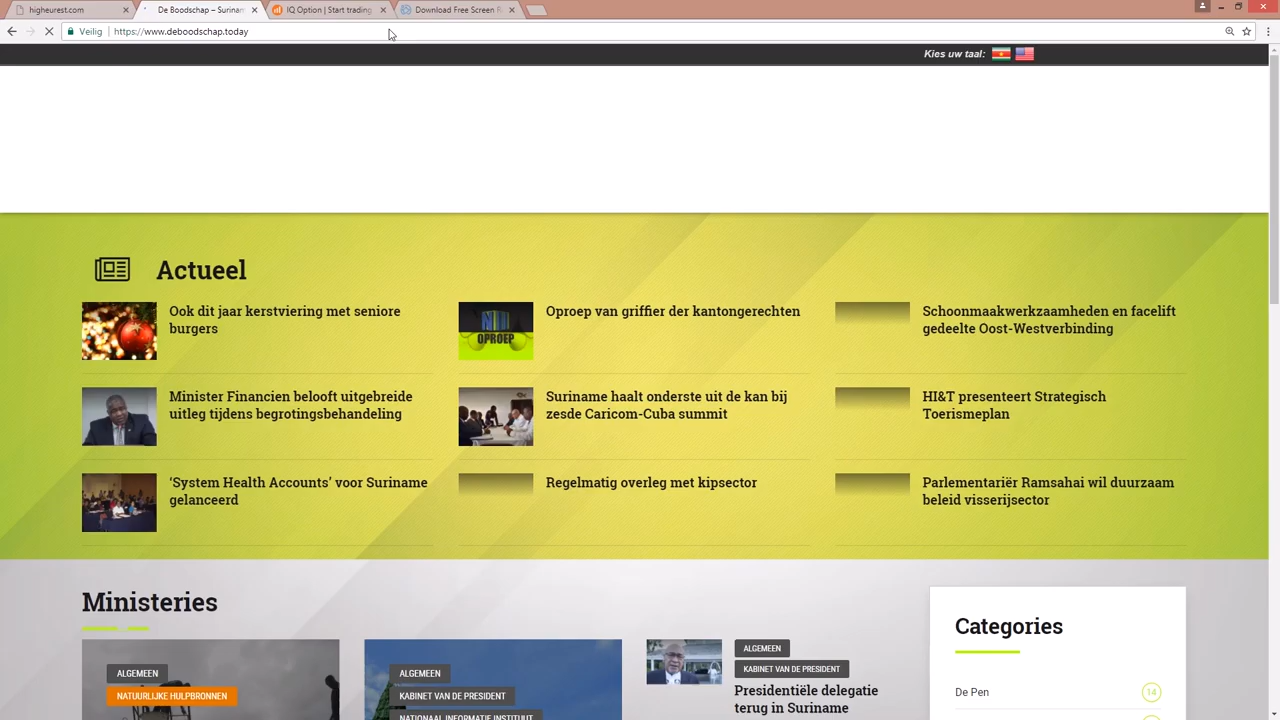 highheurest.com
De Boodschap – Surinam
IQ Option | Start trading
Download Free Screen R
Veilig
https://www.deboodschap.today
Kies uw taal:
Actueel
Ook dit jaar kerstviering met seniore
burgers
Oproep van griffier der kantongerechten
OPROEP
Schoonmaakwerkzaamheden en facelift
gedeelte Oost-Westverbinding
Minister Financien belooft uitgebreide
uitleg tijdens begrotingsbehandeling
Suriname haalt onderste uit de kan bij
zesde Caricom-Cuba summit
HI&T presenteert Strategisch
Toerismeplan
‘System Health Accounts’ voor Suriname
gelanceerd
Regelmatig overleg met kipsector
Parlementariër Ramsahai wil duurzaam
beleid visserijsector
Ministeries
ALGEMEEN
NATUURLIJKE HULPBRONNEN
ALGEMEEN
KABINET VAN DE PRESIDENT
NATIONAAL INFORMATIE INSTITUUT
ALGEMEEN
KABINET VAN DE PRESIDENT
Presidentiële delegatie
terug in Suriname
Categories
De Pen
14